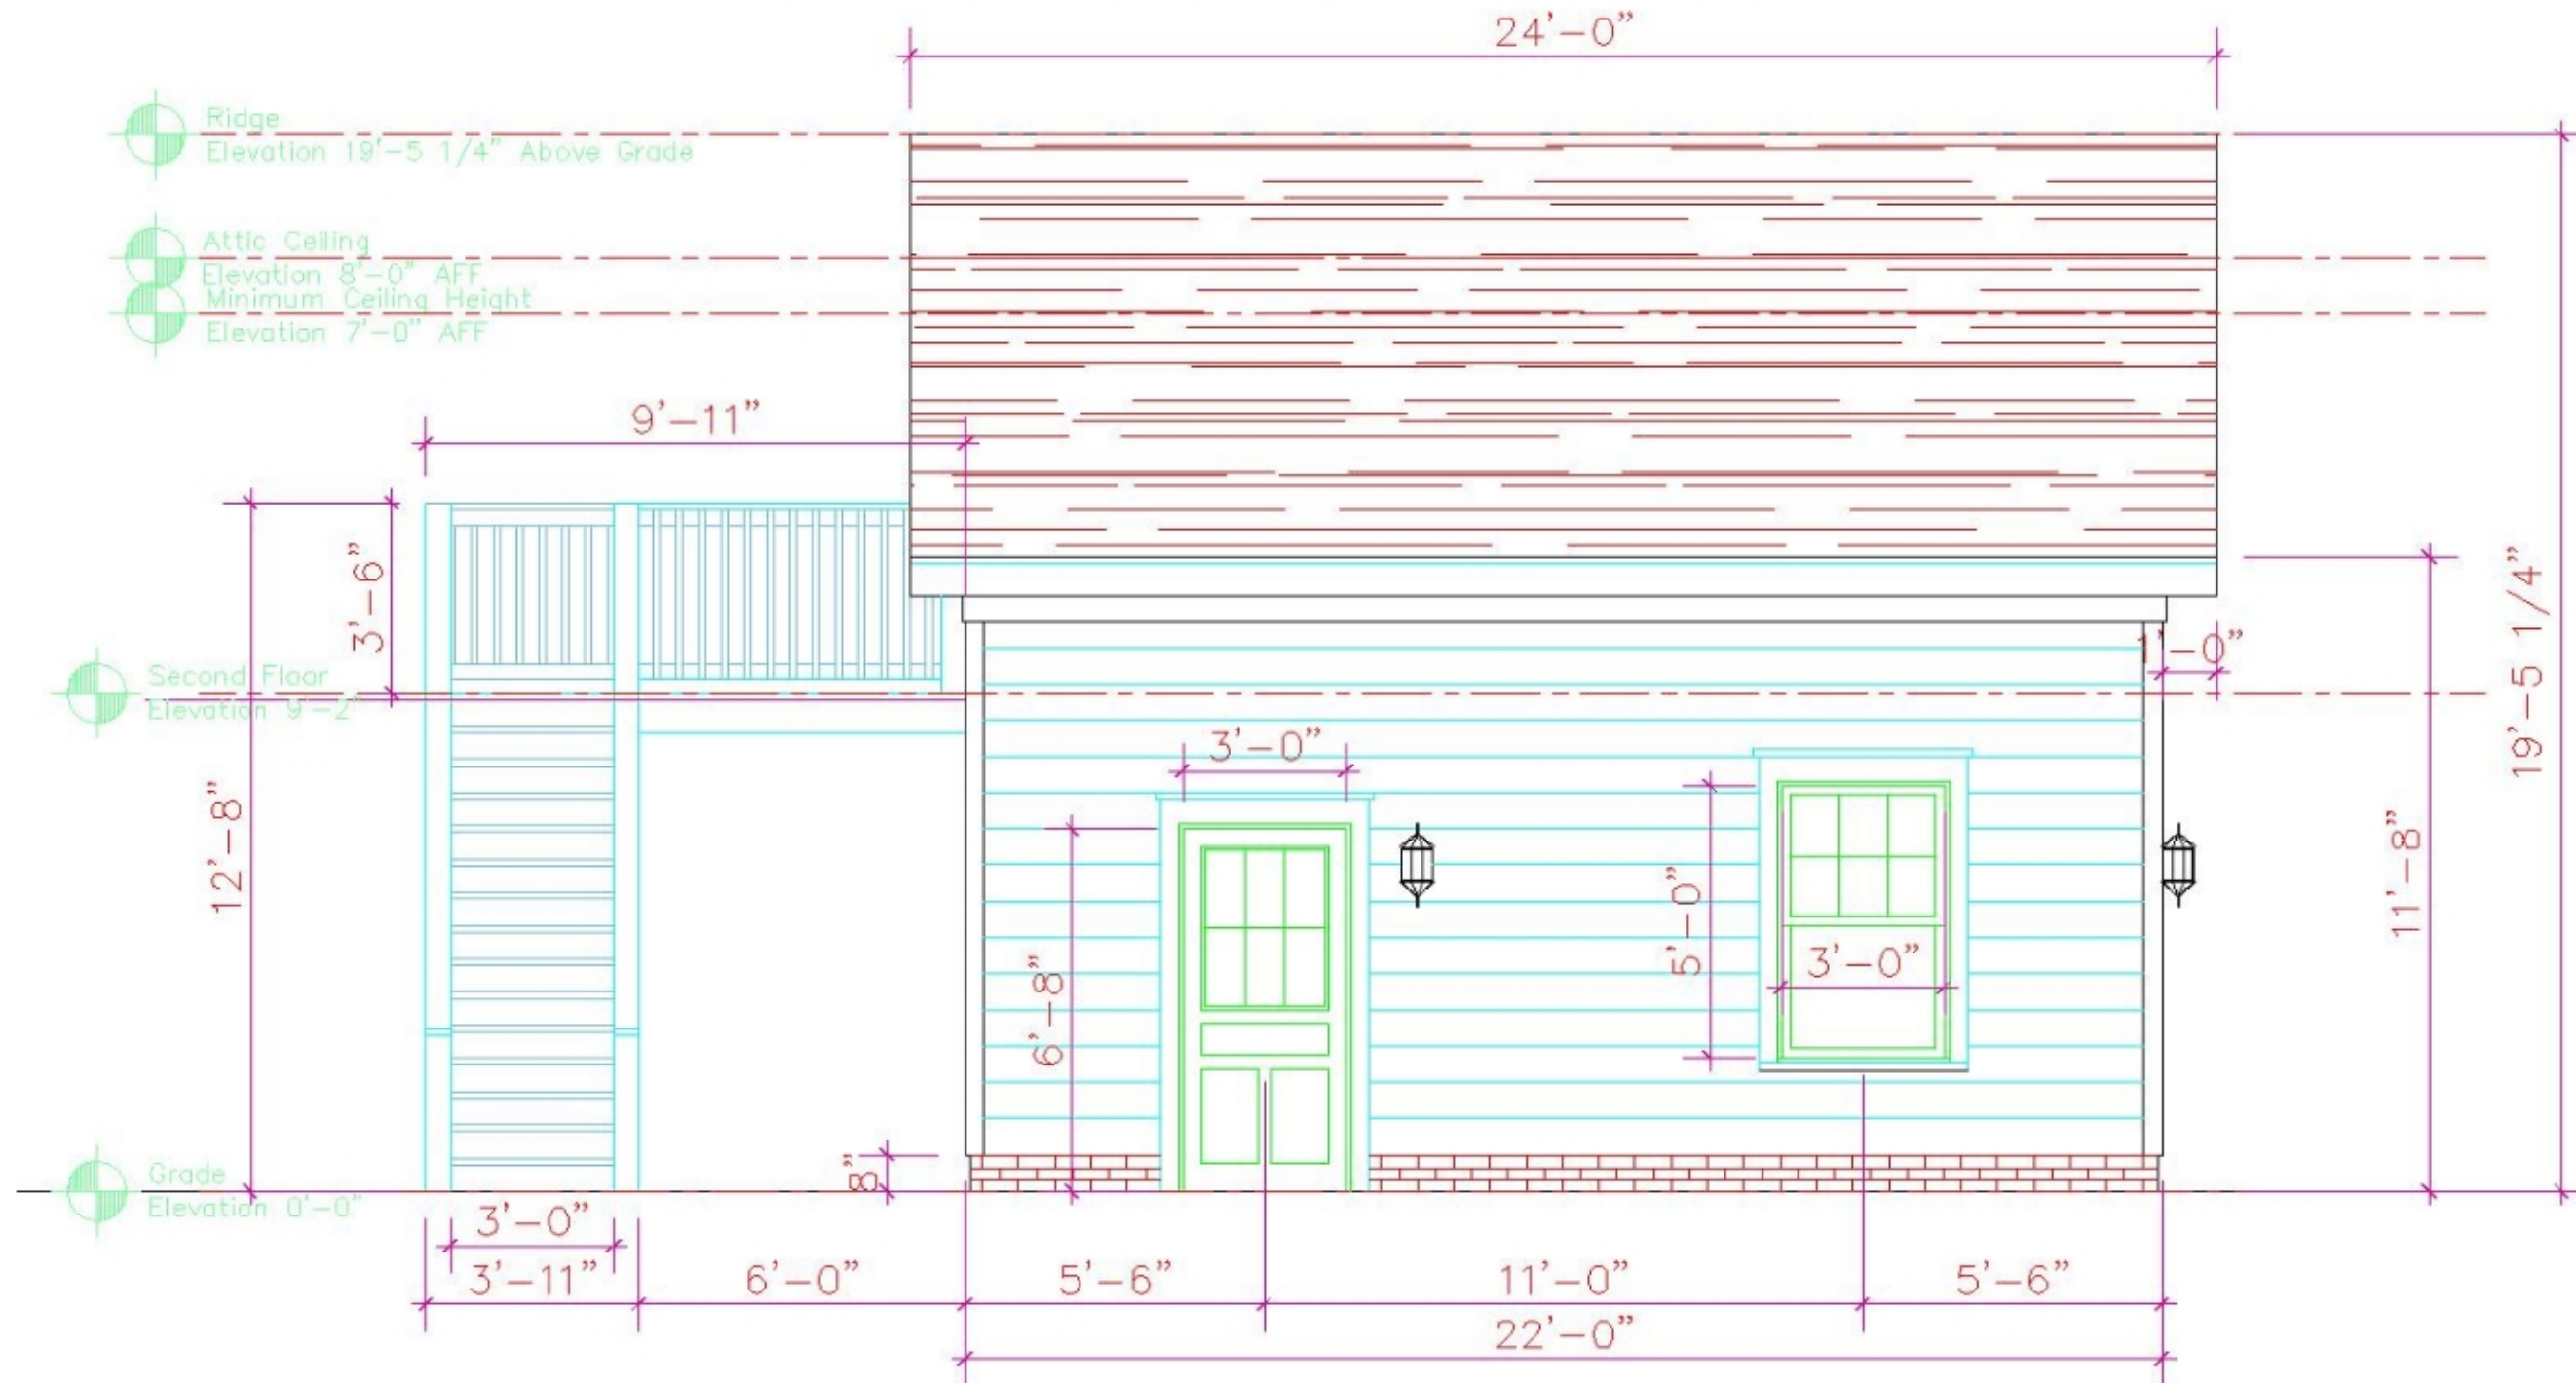 24'-0"
Ridge
Elevation 19'-5 1/4" Above Grade
Attic Ceiling
Elevation 8'-0" AFF
Minimum Ceiling Height
Elevation 7'-0" AFF
9'-11"
3'-6"
19'-5 1/4"
1'-0"
Second Floor
Elevation 9'-2"
3'-0"
12'-8"
11'-8"
5'-0"
3'-0"
6'-8"
8"
Grade
Elevation 0'-0"
3'-0"
3'-11"
6'-0"
5'-6"
11'-0"
5'-6"
22'-0"